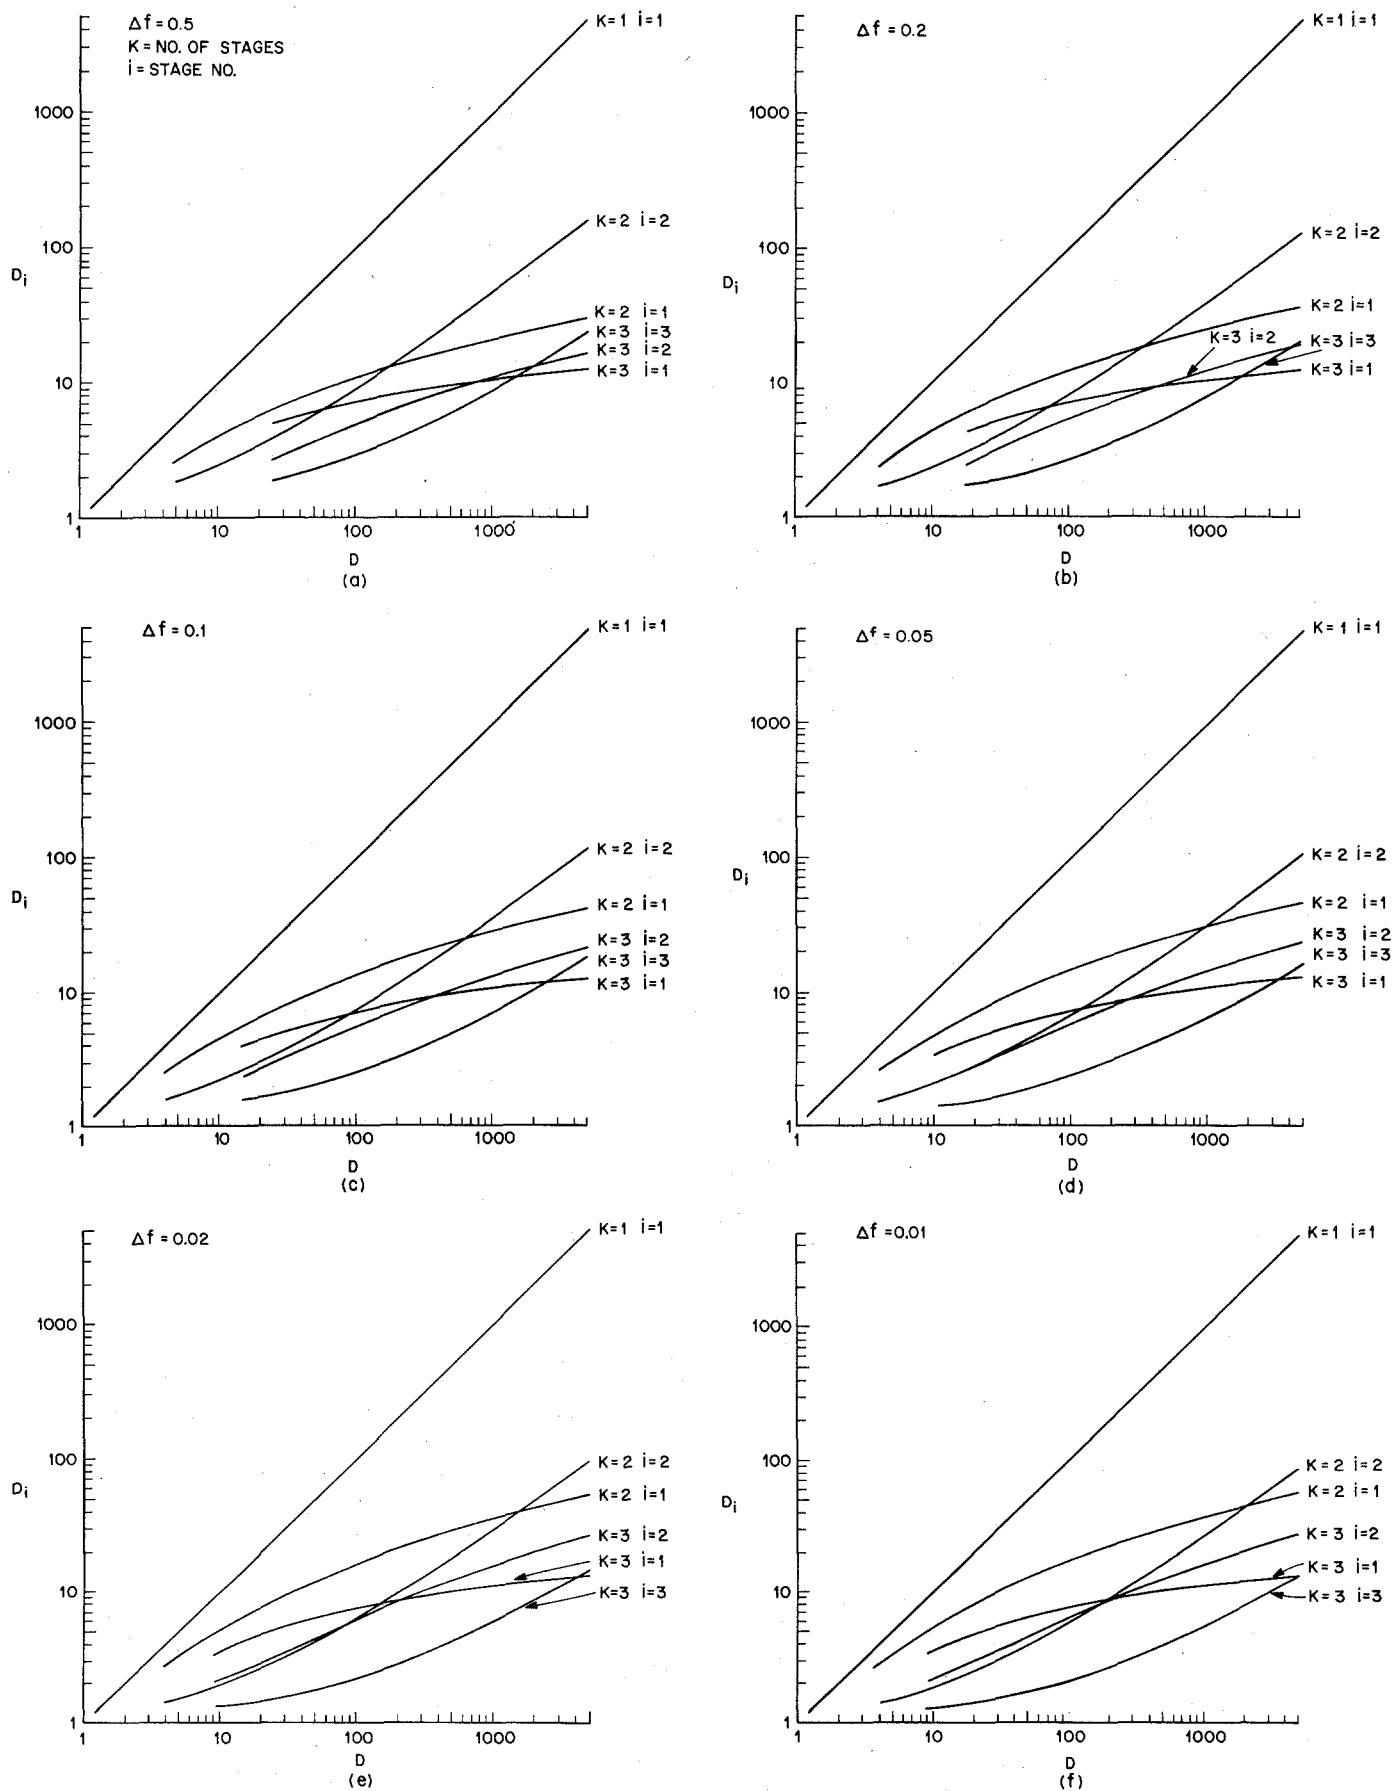 Δf = 0.5
K = NO. OF STAGES
i = STAGE NO.
K=1 i=1
1000
K=2 i=2
100
Di
K=2 i=1
K=3 i=3
K=3 i=2
K=3 i=1
10
1
1 10 100 1000
D
(a)
Δf = 0.2
K=1 i=1
1000
K=2 i=2
100
Di
K=2 i=1
K=3 i=2
K=3 i=3
K=3 i=1
10
1
1 10 100 1000
D
(b)
Δf = 0.1
K=1 i=1
1000
K=2 i=2
100
Di
K=2 i=1
K=3 i=2
K=3 i=3
K=3 i=1
10
1
1 10 100 1000
D
(c)
Δf = 0.05
K=1 i=1
1000
K=2 i=2
100
Di
K=2 i=1
K=3 i=2
K=3 i=3
K=3 i=1
10
1
1 10 100 1000
D
(d)
Δf = 0.02
K=1 i=1
1000
K=2 i=2
100
Di
K=2 i=1
K=3 i=2
K=3 i=1
K=3 i=3
10
1
1 10 100 1000
D
(e)
Δf = 0.01
K=1 i=1
1000
K=2 i=2
100
Di
K=2 i=1
K=3 i=2
K=3 i=1
K=3 i=3
10
1
1 10 100 1000
D
(f)